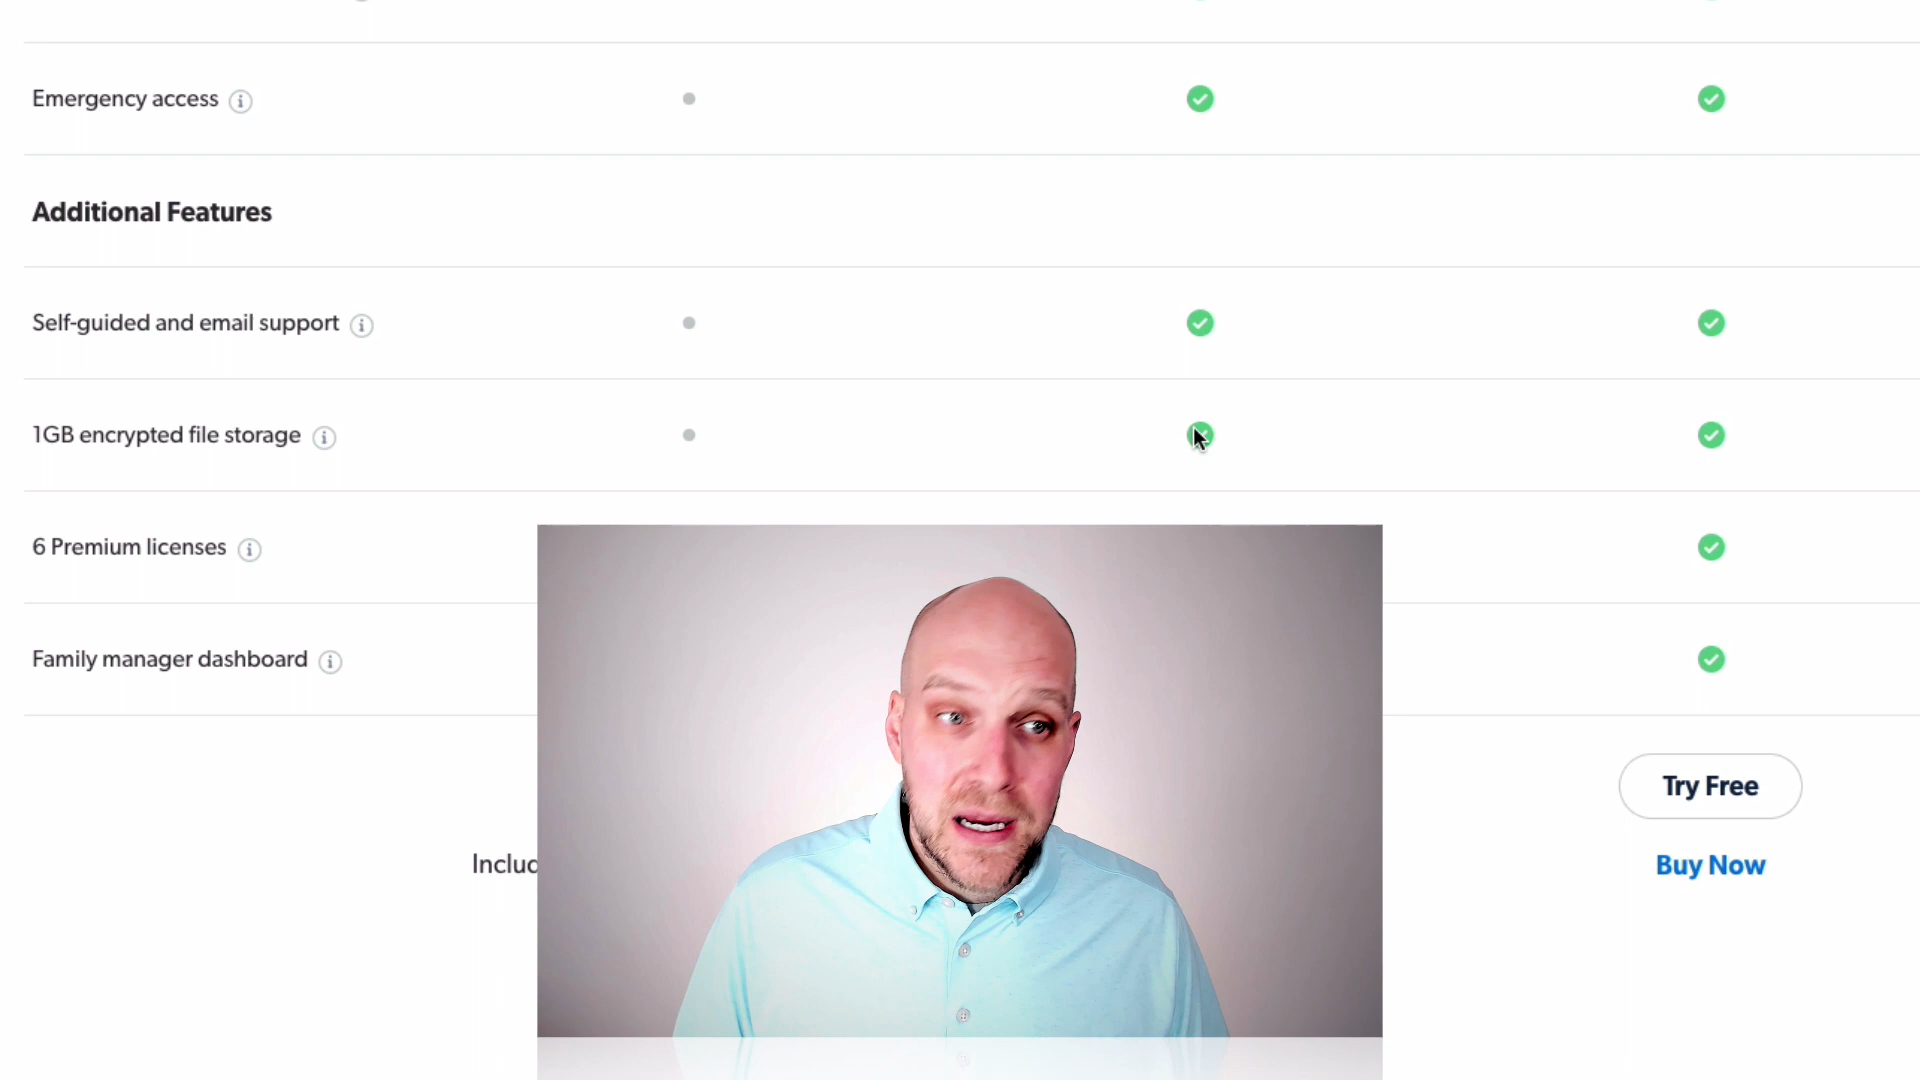 Emergency access
Additional Features
Self-guided and email support
1GB encrypted file storage
6 Premium licenses
Family manager dashboard
Try Free
Buy Now